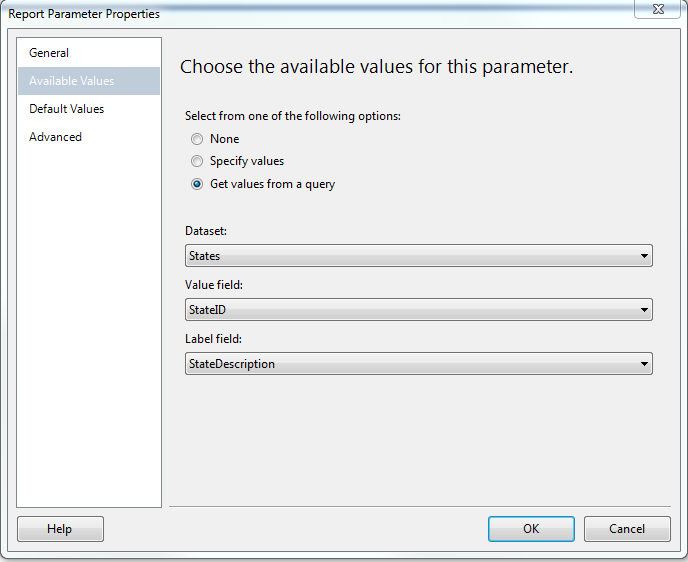 Report Parameter Properties
General
Available Values
Default Values
Advanced
Choose the available values for this parameter.
Select from one of the following options:
None
Specify values
Get values from a query
Dataset:
States
Value field:
StateID
Label field:
StateDescription
Help
OK
Cancel